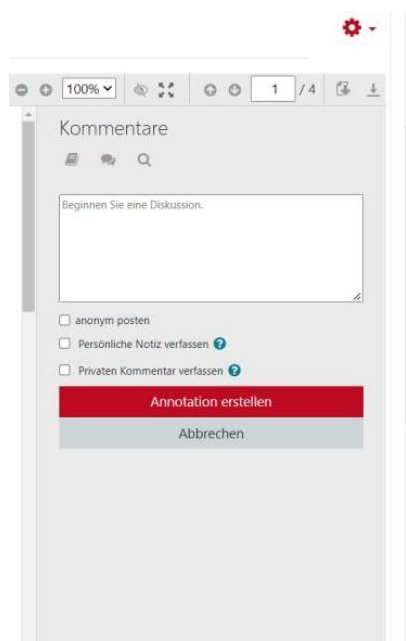 100%
1 / 4
Kommentare
Beginnen Sie eine Diskussion.
anonym posten
Persönliche Notiz verfassen ?
Privaten Kommentar verfassen ?
Annotation erstellen
Abbrechen